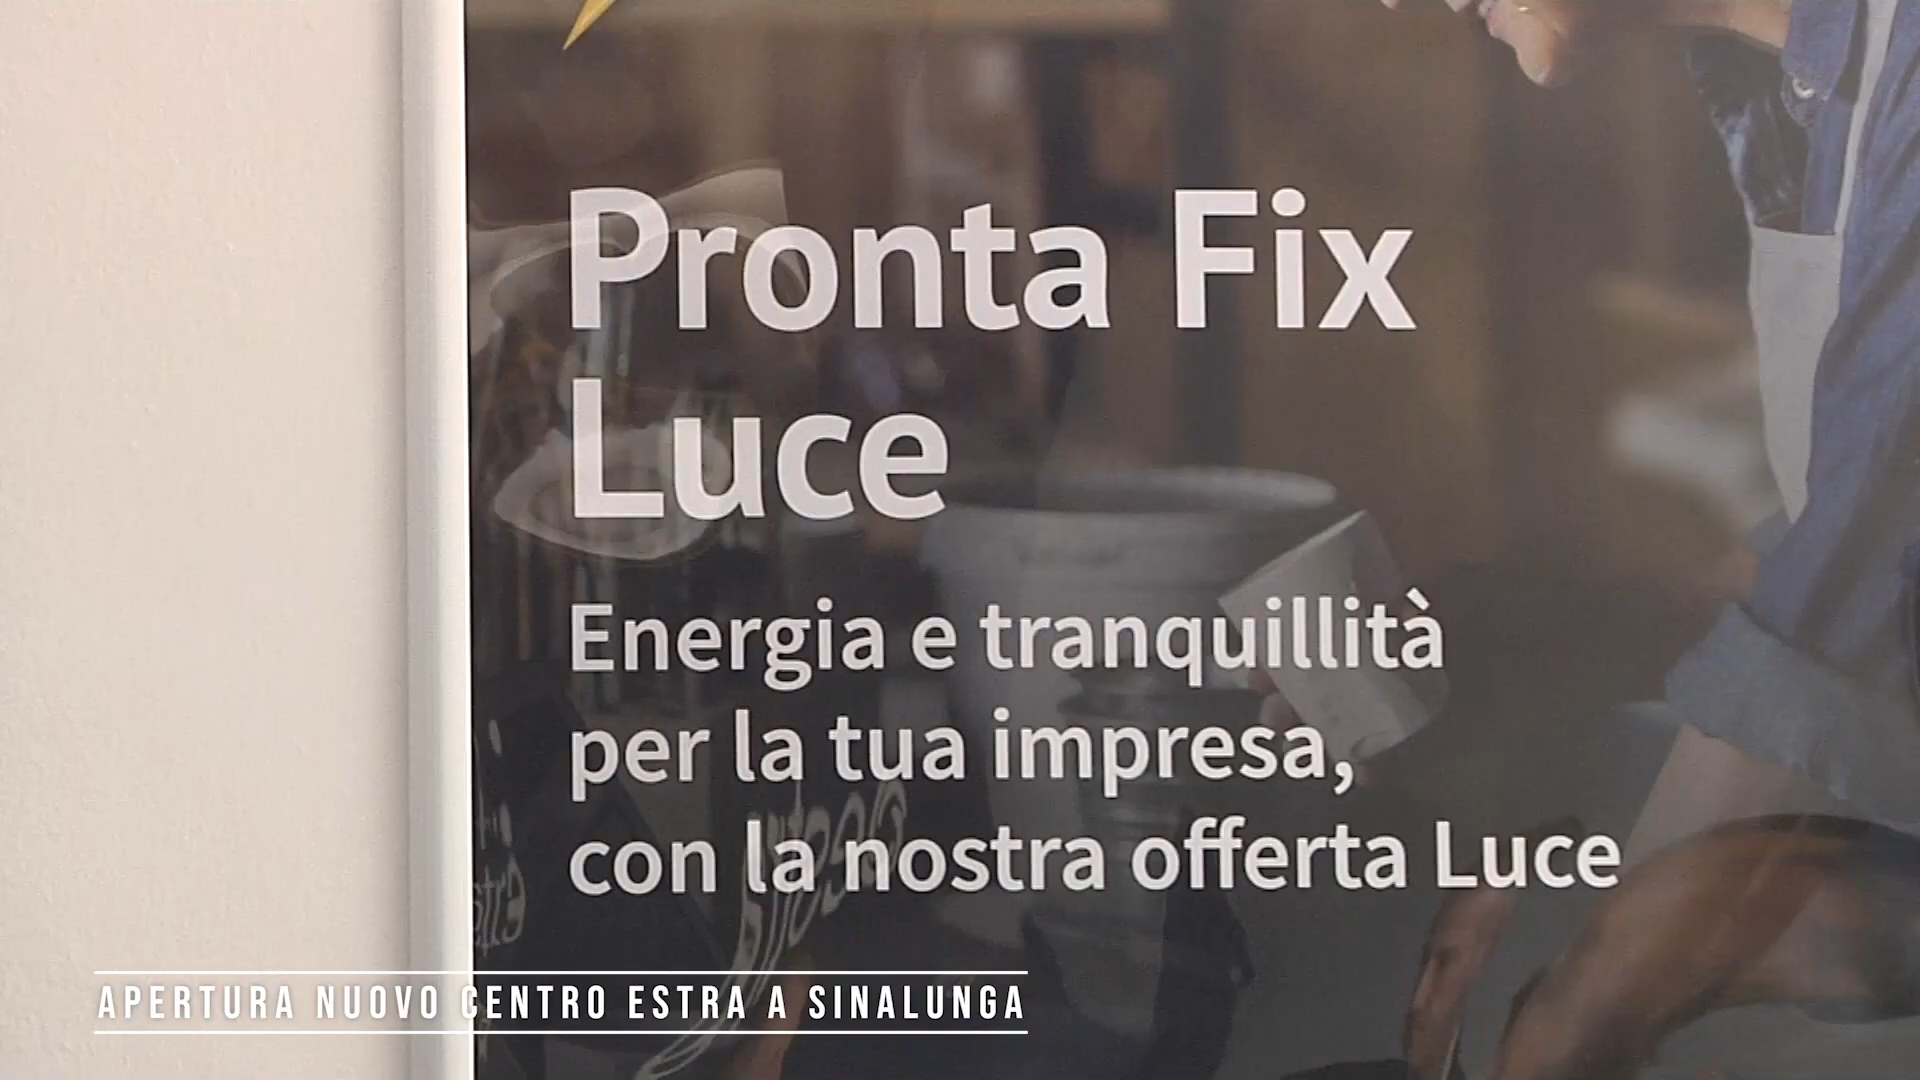 Pronta Fix
Luce
Energia e tranquillità
per la tua impresa,
con la nostra offerta Luce
APERTURA NUOVO CENTRO ESTRA A SINALUNGA